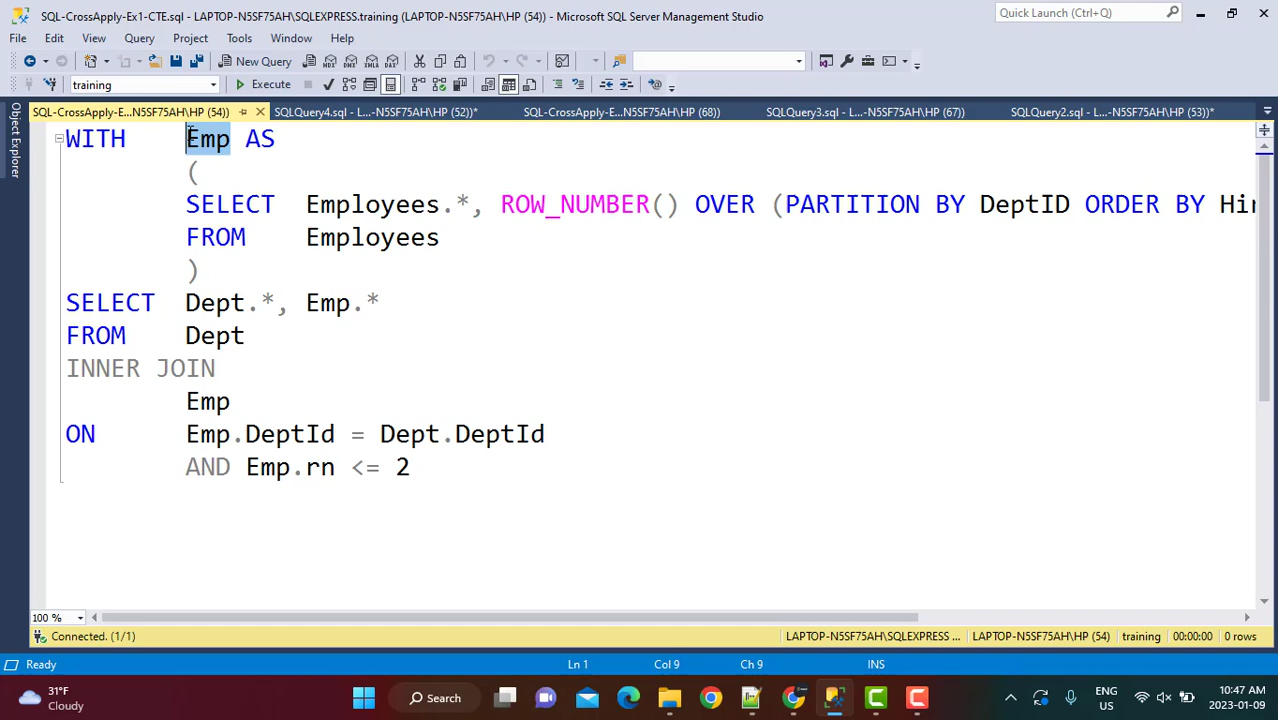 SQL-CrossApply-Ex1-CTE.sql - LAPTOP-N5SF75AH\SQLEXPRESS.training (LAPTOP-N5SF75AH\HP (54)) - Microsoft SQL Server Management Studio
Quick Launch (Ctrl+Q)
File Edit View Query Project Tools Window Help
New Query
training
Execute
SQL-CrossApply-E...N5SF75AH\HP (54)) SQLQuery4.sql - L...-N5SF75AH\HP (52))* SQL-CrossApply-E...N5SF75AH\HP (68)) SQLQuery3.sql - L...-N5SF75AH\HP (67)) SQLQuery2.sql - L...-N5SF75AH\HP (53))*
Object Explorer
WITH Emp AS
(
SELECT Employees.*, ROW_NUMBER() OVER (PARTITION BY DeptID ORDER BY Hir
FROM Employees
)
SELECT Dept.*, Emp.*
FROM Dept
INNER JOIN
Emp
ON Emp.DeptId = Dept.DeptId
AND Emp.rn <= 2
100 %
Connected. (1/1) LAPTOP-N5SF75AH\SQLEXPRESS ... LAPTOP-N5SF75AH\HP (54) training 00:00:00 0 rows
Ready Ln 1 Col 9 Ch 9 INS
31°F
Cloudy
Search
ENG
US
10:47 AM
2023-01-09